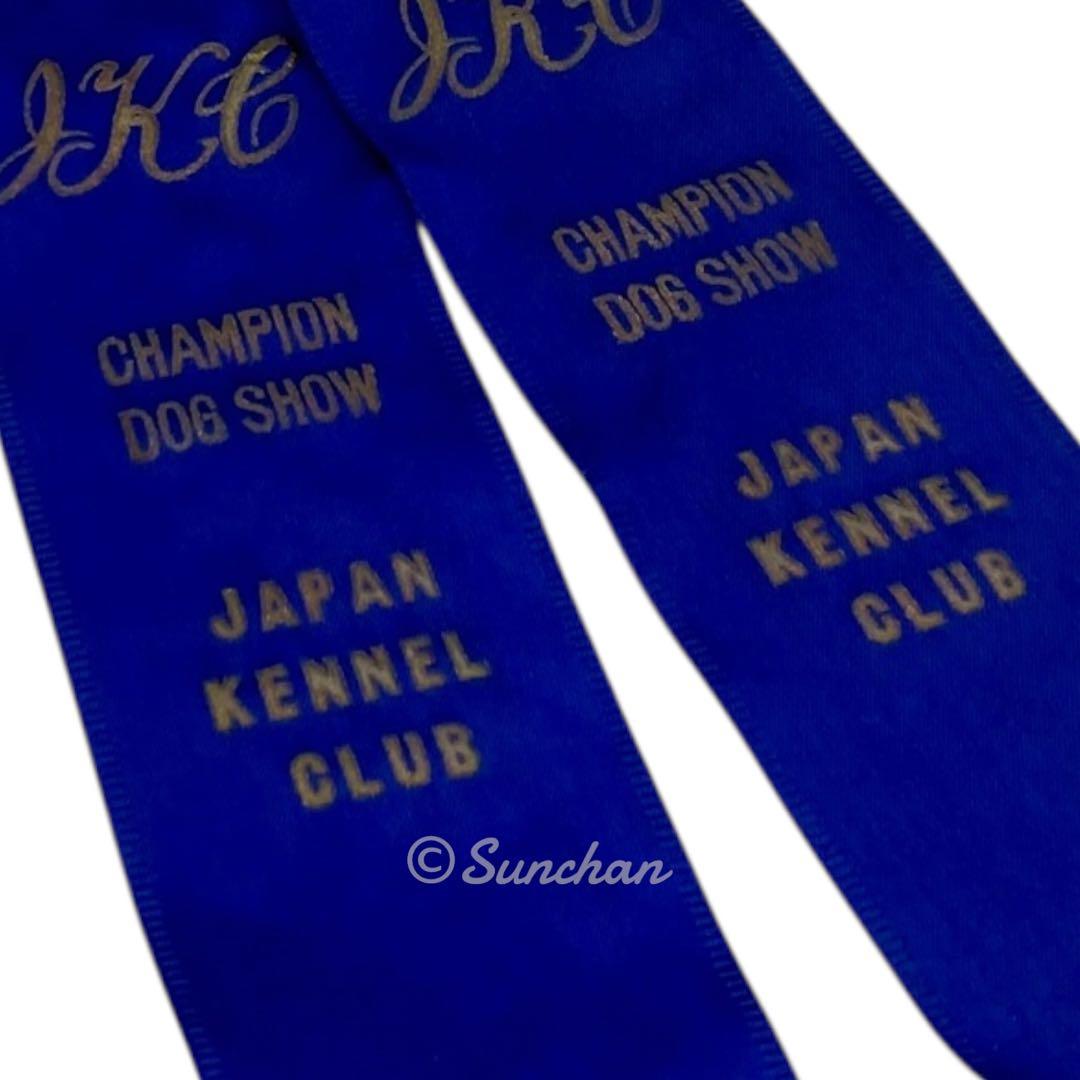 JKC
CHAMPION
DOG SHOW
JAPAN
KENNEL
CLUB
JKC
CHAMPION
DOG SHOW
JAPAN
KENNEL
CLUB
© Sunchan